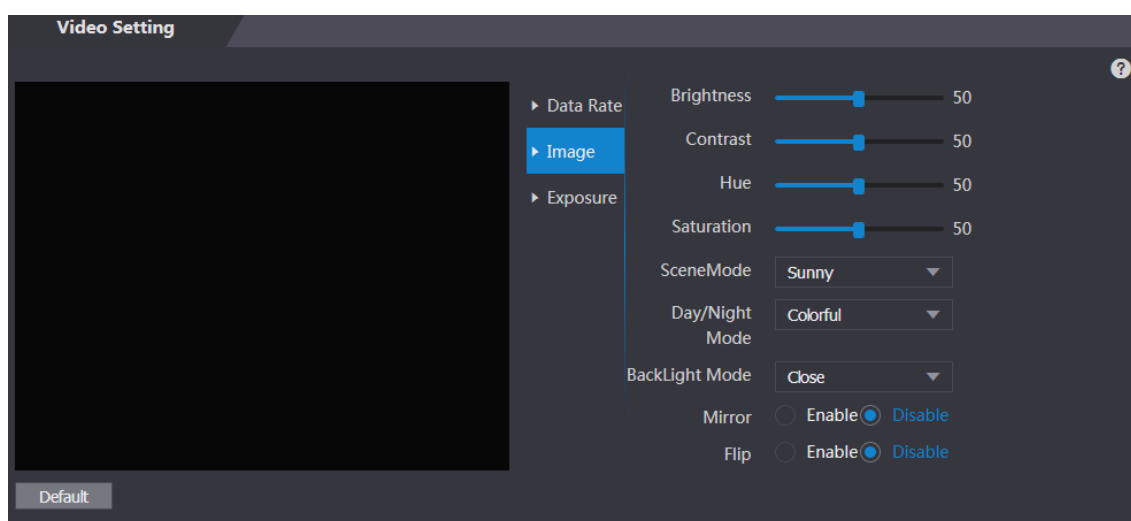 Video Setting
?
Data Rate
Image
Exposure
Brightness 50
Contrast 50
Hue 50
Saturation 50
SceneMode Sunny
Day/Night
Mode
Colorful
BackLight Mode Close
Mirror Enable Disable
Flip Enable Disable
Default